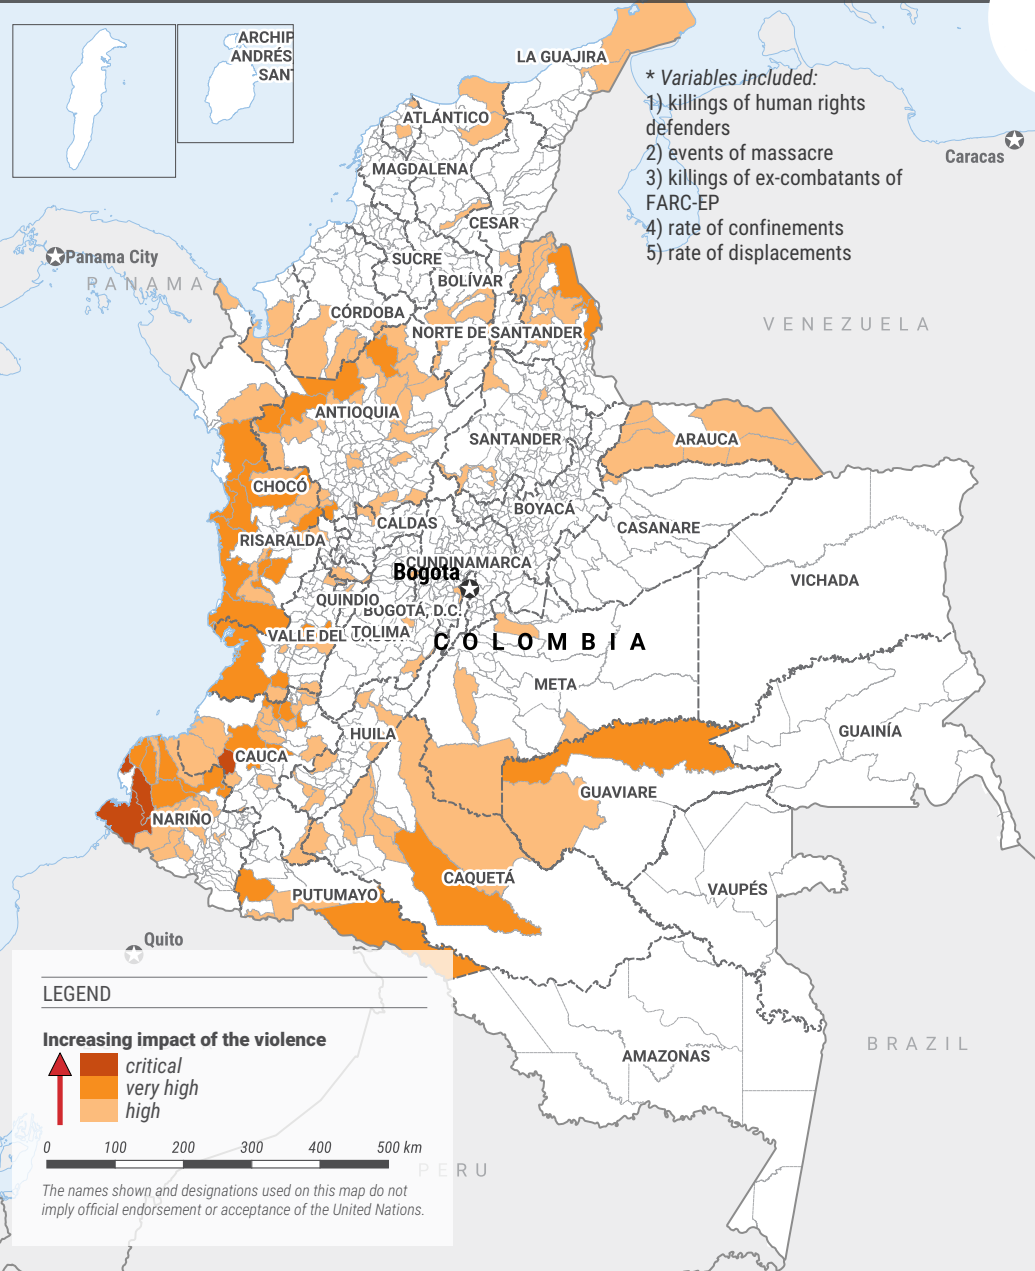 ARCHIP
ANDRÉS
SANT
LA GUAJIRA
* Variables included:
1) killings of human rights
defenders
2) events of massacre
3) killings of ex-combatants of
FARC-EP
4) rate of confinements
5) rate of displacements
Caracas
ATLÁNTICO
MAGDALENA
CESAR
Panama City
PANAMA
SUCRE
BOLÍVAR
CÓRDOBA
NORTE DE SANTANDER
VENEZUELA
ANTIOQUIA
SANTANDER
ARAUCA
CHOCÓ
BOYACÁ
CALDAS
CASANARE
RISARALDA
CUNDINAMARCA
Bogota
VICHADA
QUINDIO
BOGOTÁ, D.C.
VALLE DEL
TOLIMA
COLOMBIA
META
HUILA
GUAINÍA
CAUCA
GUAVIARE
NARIÑO
CAQUETÁ
VAUPÉS
PUTUMAYO
Quito
LEGEND
Increasing impact of the violence
critical
very high
high
BRAZIL
AMAZONAS
0 100 200 300 400 500 km
PERU
The names shown and designations used on this map do not
imply official endorsement or acceptance of the United Nations.